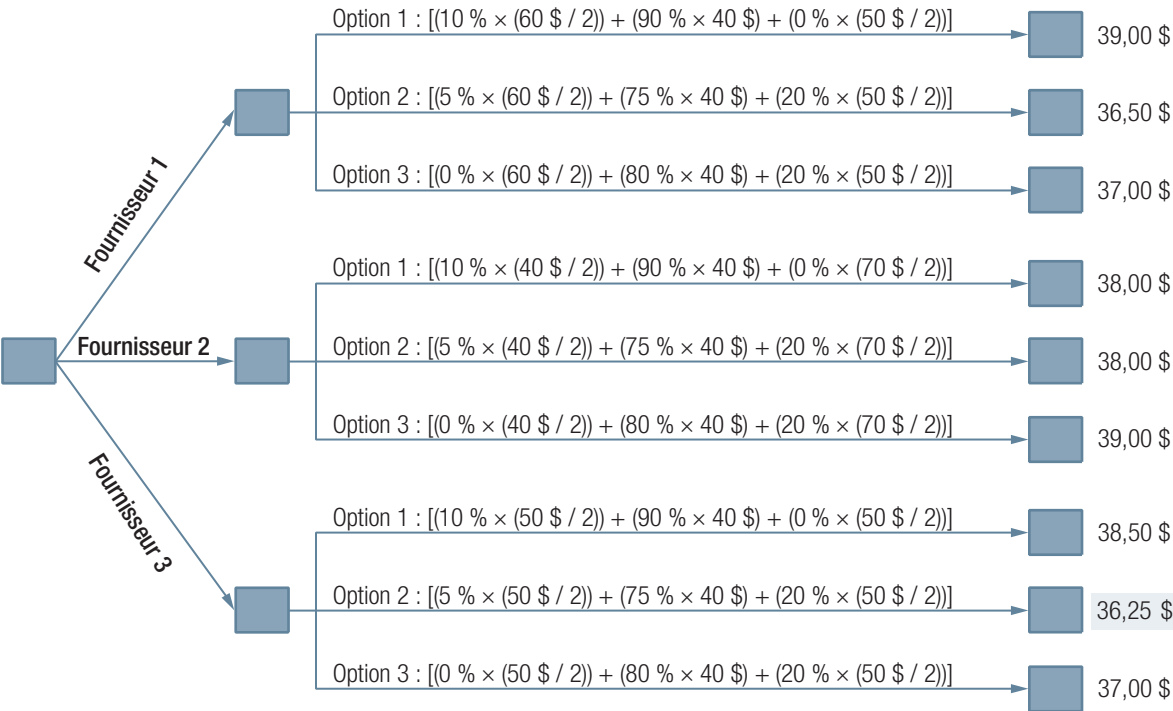 Option 1 : [(10 % × (60 $ / 2)) + (90 % × 40 $) + (0 % × (50 $ / 2))] 39,00 $
Option 2 : [(5 % × (60 $ / 2)) + (75 % × 40 $) + (20 % × (50 $ / 2))] 36,50 $
Fournisseur 1
Option 3 : [(0 % × (60 $ / 2)) + (80 % × 40 $) + (20 % × (50 $ / 2))] 37,00 $
Option 1 : [(10 % × (40 $ / 2)) + (90 % × 40 $) + (0 % × (70 $ / 2))] 38,00 $
Fournisseur 2
Option 2 : [(5 % × (40 $ / 2)) + (75 % × 40 $) + (20 % × (70 $ / 2))] 38,00 $
Option 3 : [(0 % × (40 $ / 2)) + (80 % × 40 $) + (20 % × (70 $ / 2))] 39,00 $
Fournisseur 3
Option 1 : [(10 % × (50 $ / 2)) + (90 % × 40 $) + (0 % × (50 $ / 2))] 38,50 $
Option 2 : [(5 % × (50 $ / 2)) + (75 % × 40 $) + (20 % × (50 $ / 2))] 36,25 $
Option 3 : [(0 % × (50 $ / 2)) + (80 % × 40 $) + (20 % × (50 $ / 2))] 37,00 $